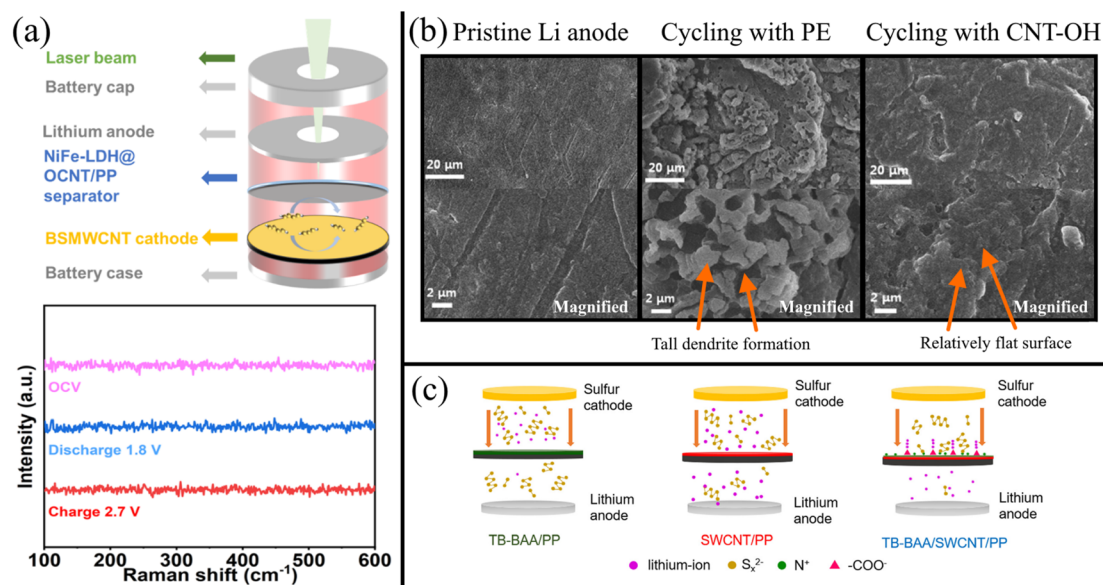 (a)
Laser beam
Battery cap
Lithium anode
NiFe-LDH@
OCNT/PP
separator
BSMWCNT cathode
Battery case
Intensity (a.u.)
OCV
Discharge 1.8 V
Charge 2.7 V
100 200 300 400 500 600
Raman shift (cm⁻¹)
(b)
Pristine Li anode Cycling with PE Cycling with CNT-OH
20 μm 20 μm 20 μm
2 μm Magnified 2 μm Magnified 2 μm Magnified
Tall dendrite formation Relatively flat surface
(c)
Sulfur cathode Sulfur cathode Sulfur cathode
Lithium anode Lithium anode Lithium anode
TB-BAA/PP SWCNT/PP TB-BAA/SWCNT/PP
lithium-ion Sₓ²⁻ N⁺ -COO⁻